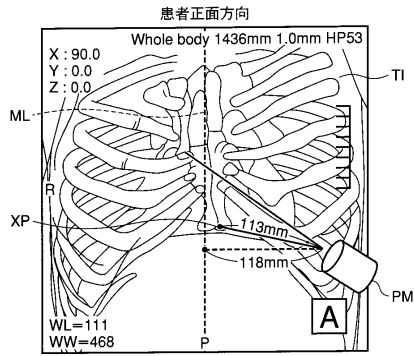 患者正面方向
Whole body 1436mm 1.0mm HP53
X : 90.0
Y : 0.0
Z : 0.0
TI
ML
R
XP
113mm
118mm
PM
A
WL=111
WW=468
P